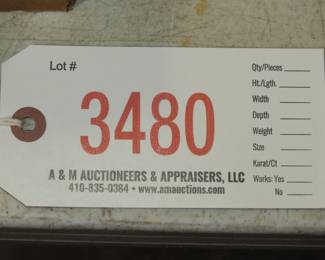 Lot #
3480
Qty/Pieces
Ht./Lgth.
Width
Depth
Weight
Size
Karat/Ct
Works: Yes
No
A & M AUCTIONEERS & APPRAISERS, LLC
410-835-0384 • www.amauctions.com